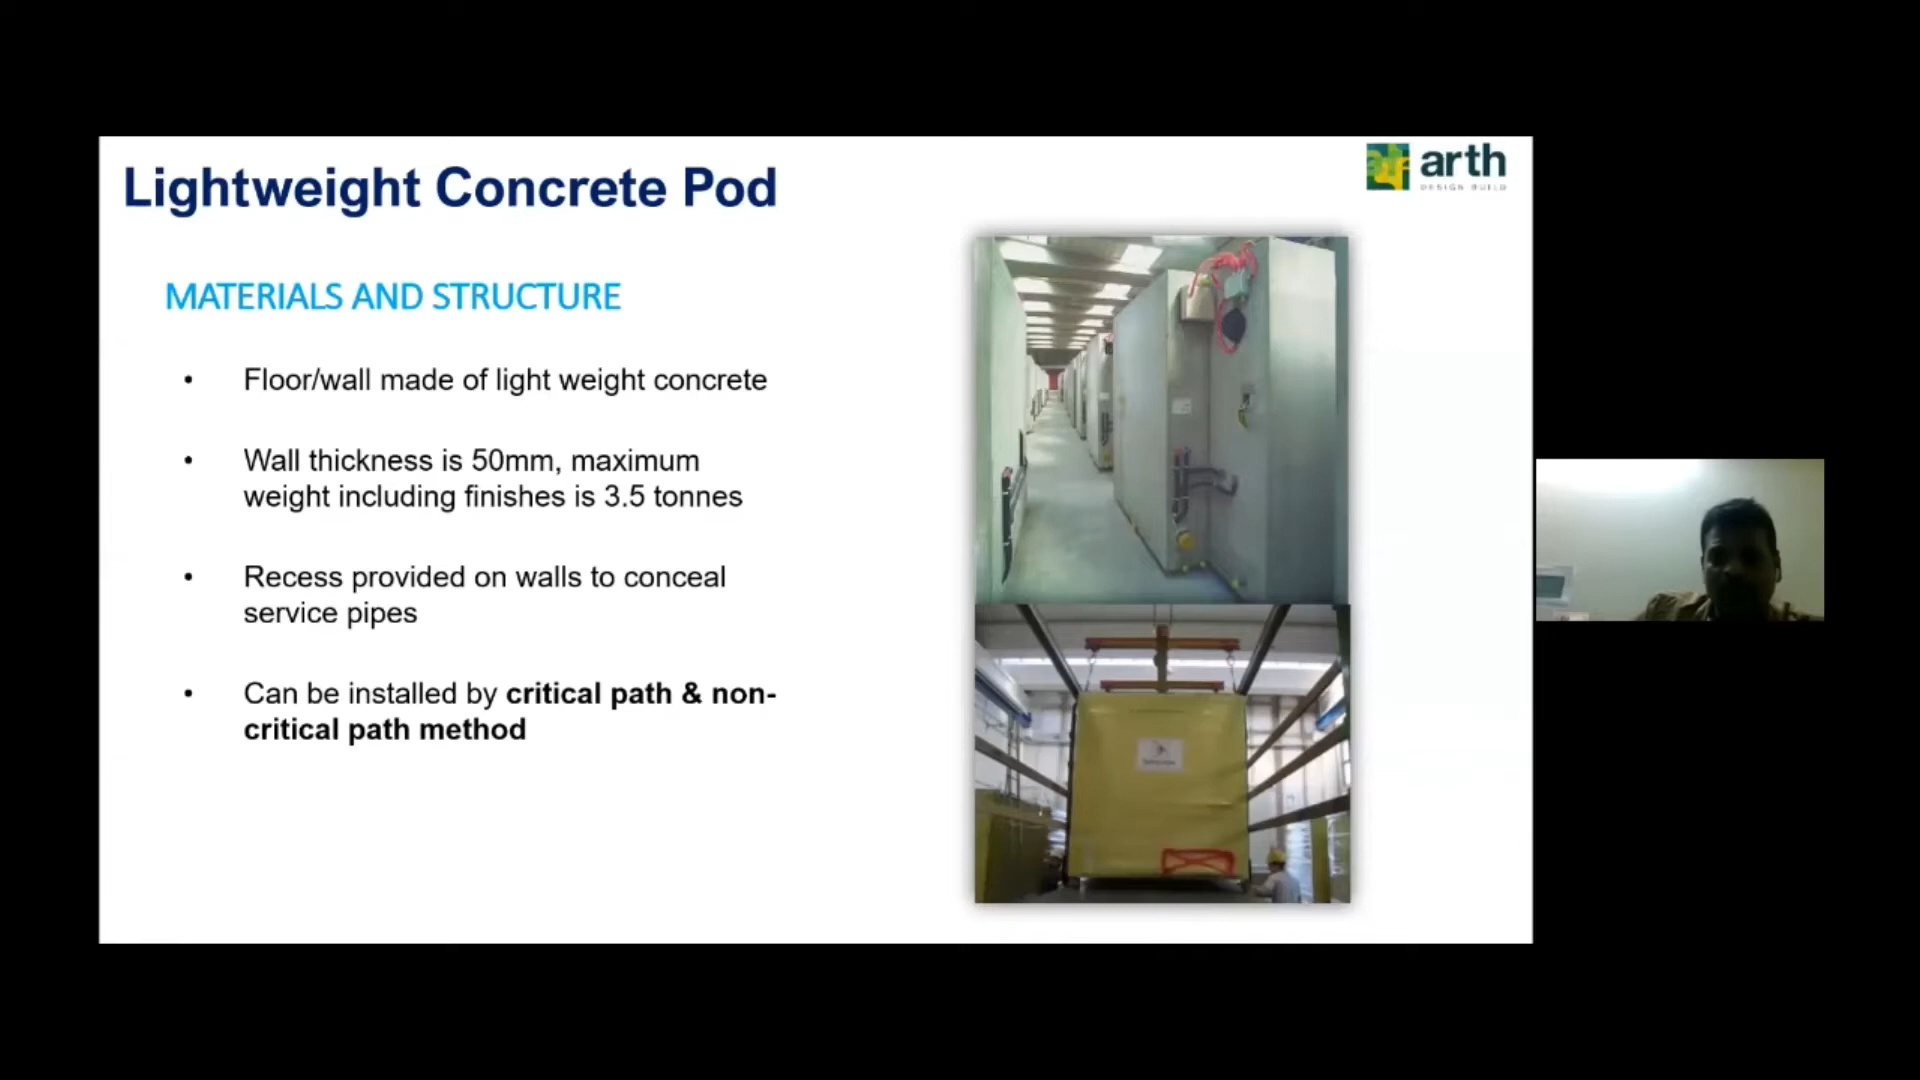 Lightweight Concrete Pod
arth
DESIGN BUILD
MATERIALS AND STRUCTURE
• Floor/wall made of light weight concrete
• Wall thickness is 50mm, maximum
weight including finishes is 3.5 tonnes
• Recess provided on walls to conceal
service pipes
• Can be installed by critical path & non-
critical path method